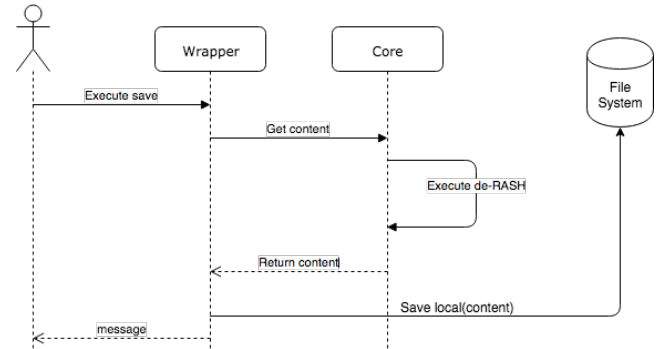 Wrapper
Core
File
System
Execute save
Get content
Execute de-RASH
Return content
Save local(content)
message